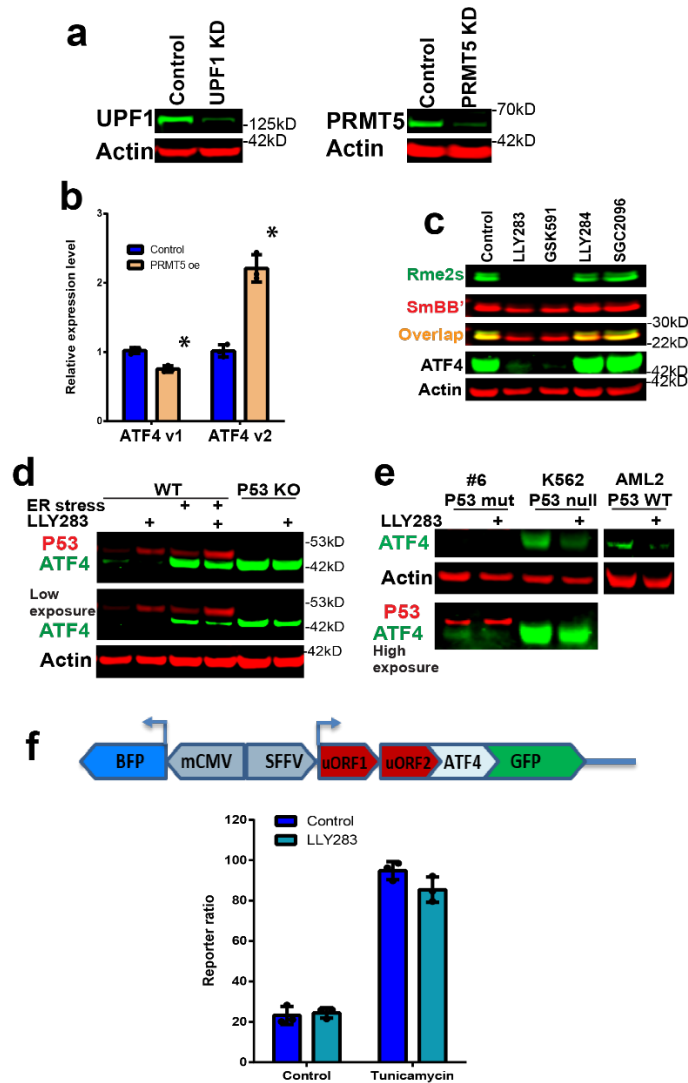 a
Control
UPF1 KD
UPF1
-125kD
-42kD
Actin
Control
PRMT5 KD
-70kD
PRMT5
-42kD
Actin
b
3
2
1
0
Relative expression level
Control
PRMT5 oe
*
*
ATF4 v1
ATF4 v2
c
Control
LLY283
GSK591
LLY284
SGC2096
Rme2s
SmBB'
-30kD
Overlap
-22kD
ATF4
-42kD
-42kD
Actin
d
WT
P53 KO
ER stress + +
LLY283 + + +
P53
-53kD
ATF4
-42kD
Low
exposure
-53kD
ATF4
-42kD
-42kD
Actin
e
#6
P53 mut
K562
P53 null
AML2
P53 WT
LLY283 + + +
ATF4
Actin
P53
ATF4
High
exposure
f
BFP mCMV SFFV uORF1 uORF2 ATF4 GFP
120
100
80
60
40
20
0
Reporter ratio
Control
LLY283
Control
Tunicamycin